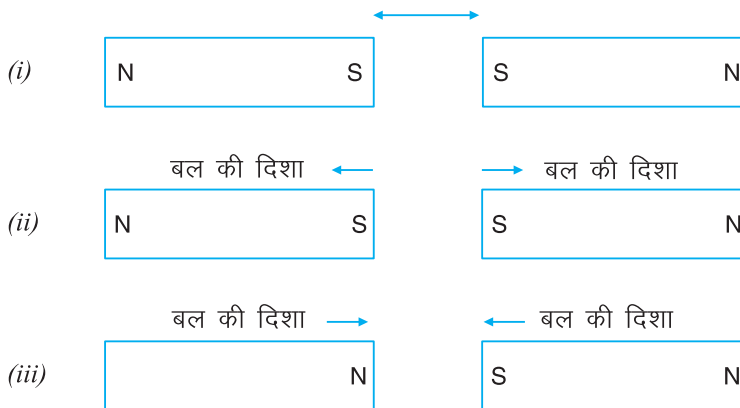 (i) N S S N
बल की दिशा बल की दिशा
(ii) N S S N
बल की दिशा बल की दिशा
(iii) N S N